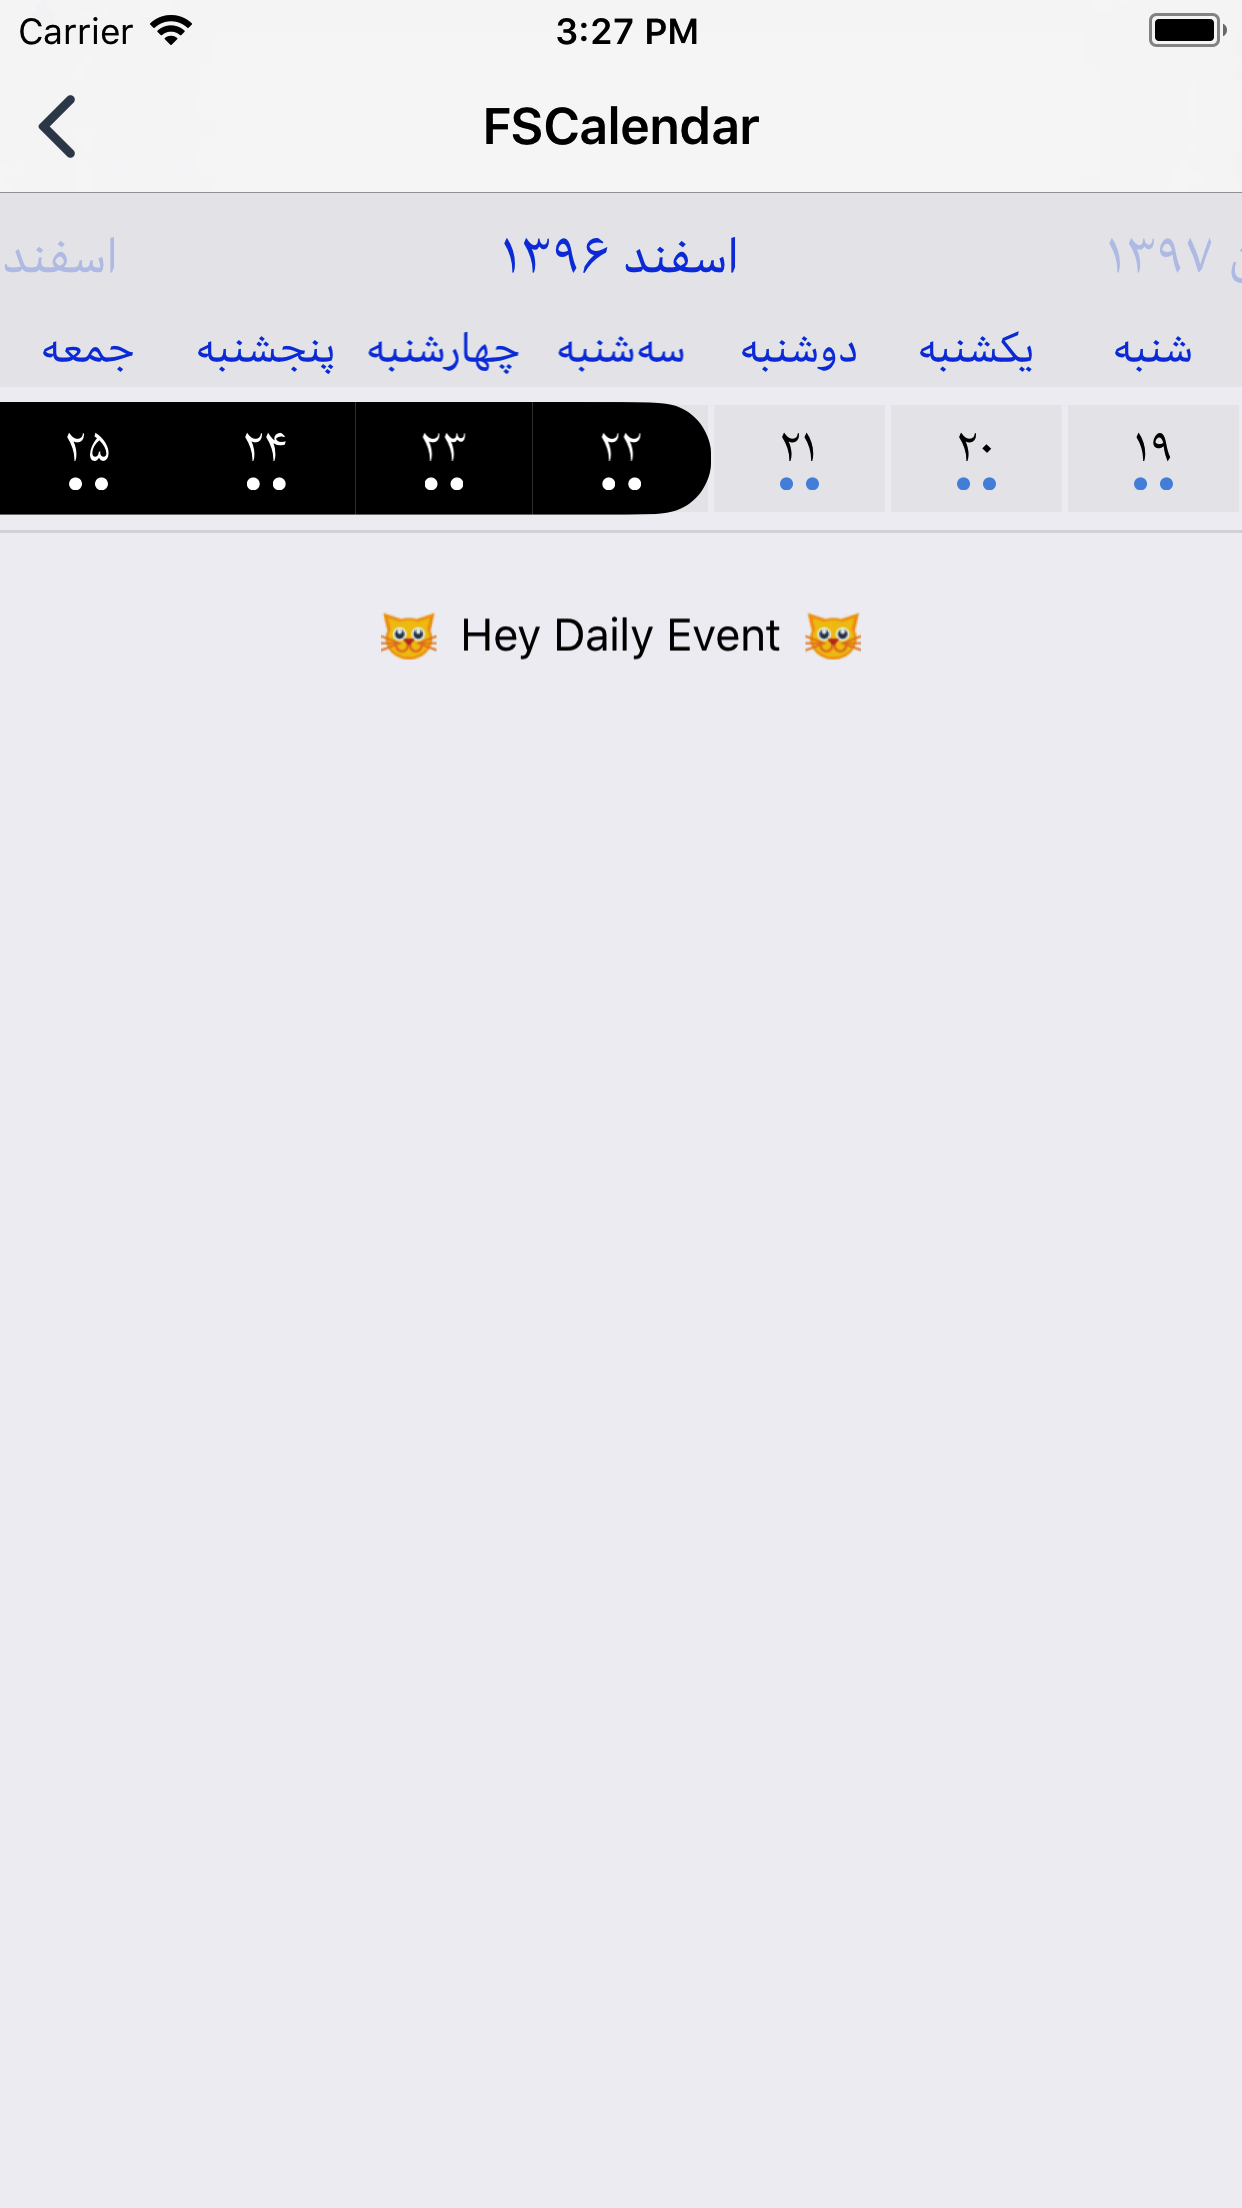 Carrier 3:27 PM
FSCalendar
۱۳۹۷ اسفند ۱۳۹۶ اسفند
شنبه یکشنبه دوشنبه سه‌شنبه چهارشنبه پنجشنبه جمعه
۱۹ ۲۰ ۲۱ ۲۲ ۲۳ ۲۴ ۲۵
🐱 Hey Daily Event 🐱